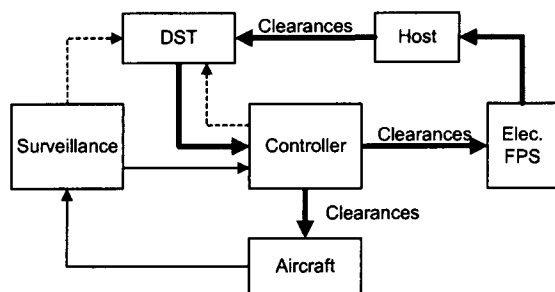 Clearances
DST
Host
Surveillance
Controller
Clearances
Elec.
FPS
Clearances
Aircraft